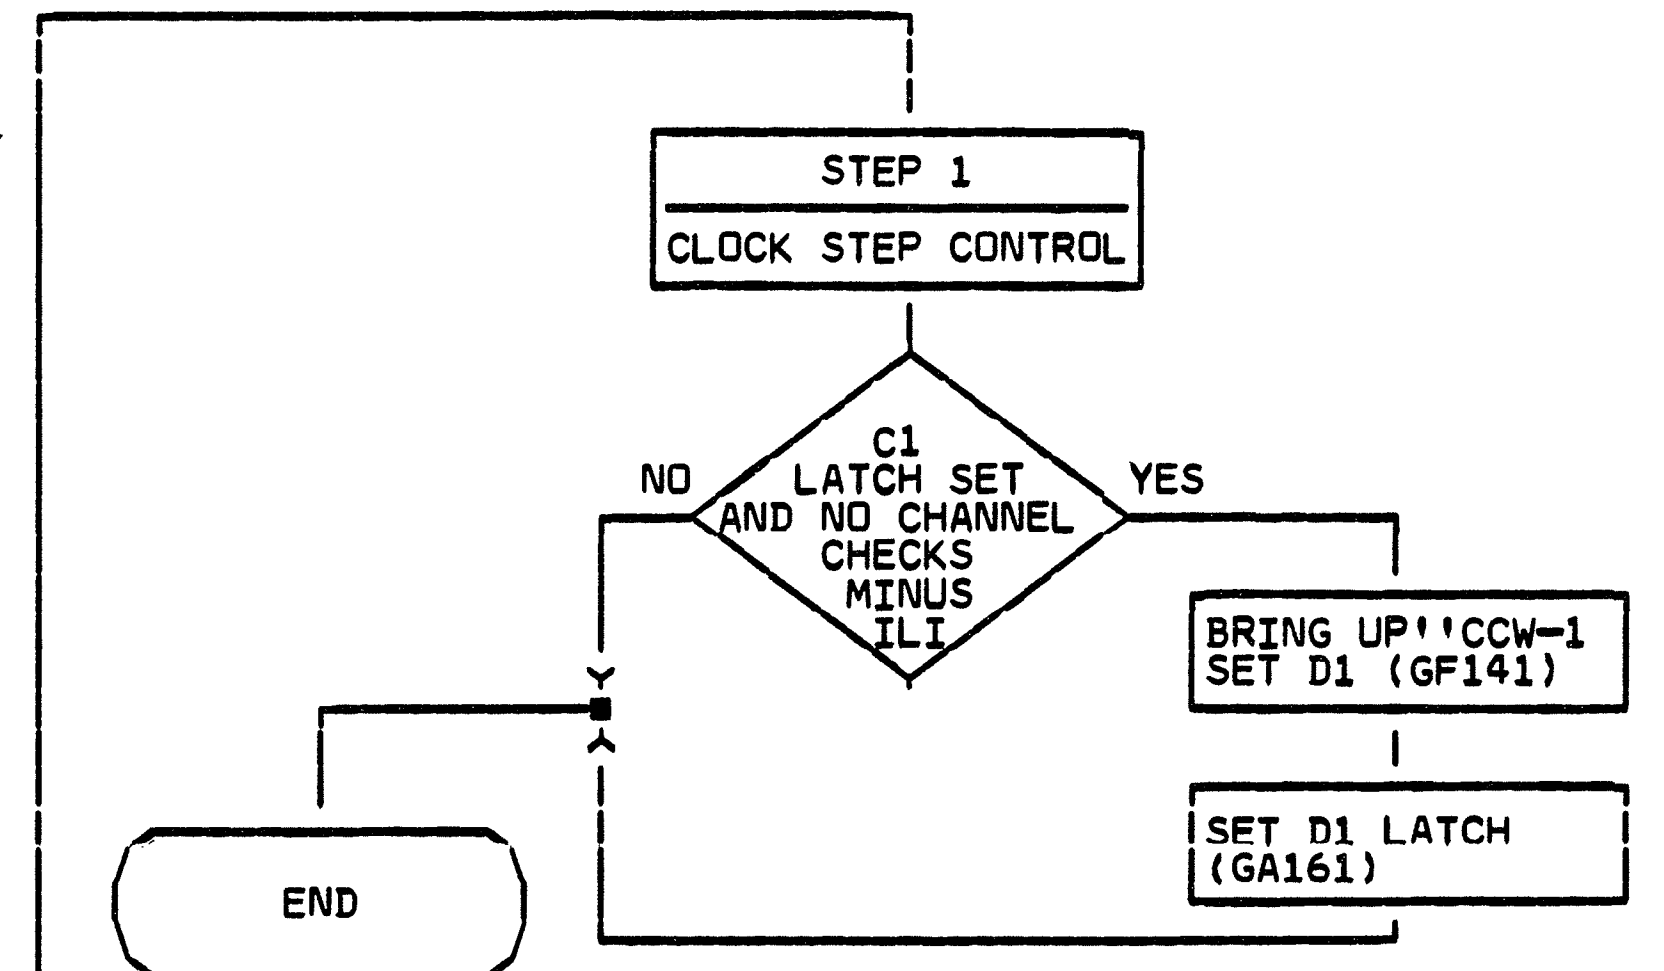 STEP 1
CLOCK STEP CONTROL
C1
LATCH SET
AND NO CHANNEL
CHECKS
MINUS
ILI
NO
YES
BRING UP''CCW-1
SET D1 (GF141)
SET D1 LATCH
(GA161)
END